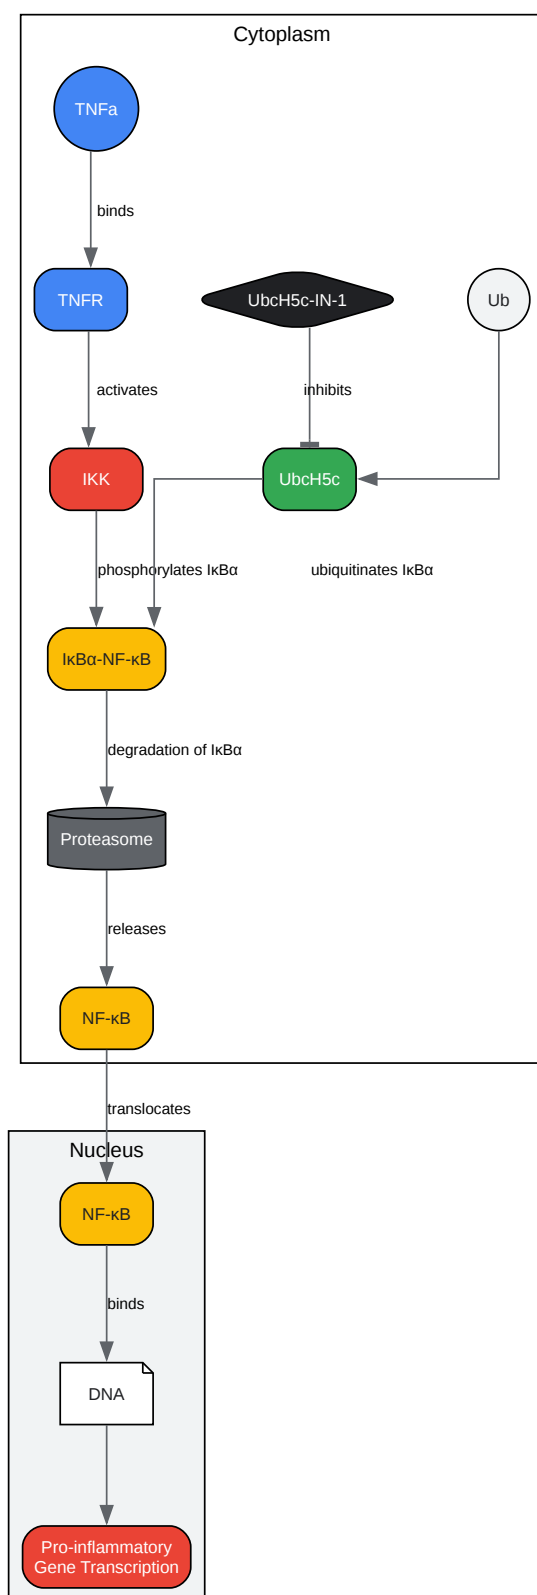 Cytoplasm
TNFa
binds
TNFR
UbcH5c-IN-1
Ub
activates
inhibits
IKK
UbcH5c
phosphorylates IκBα
ubiquitinates IκBα
IκBα-NF-κB
degradation of IκBα
Proteasome
releases
NF-κB
translocates
Nucleus
NF-κB
binds
DNA
Pro-inflammatory
Gene Transcription